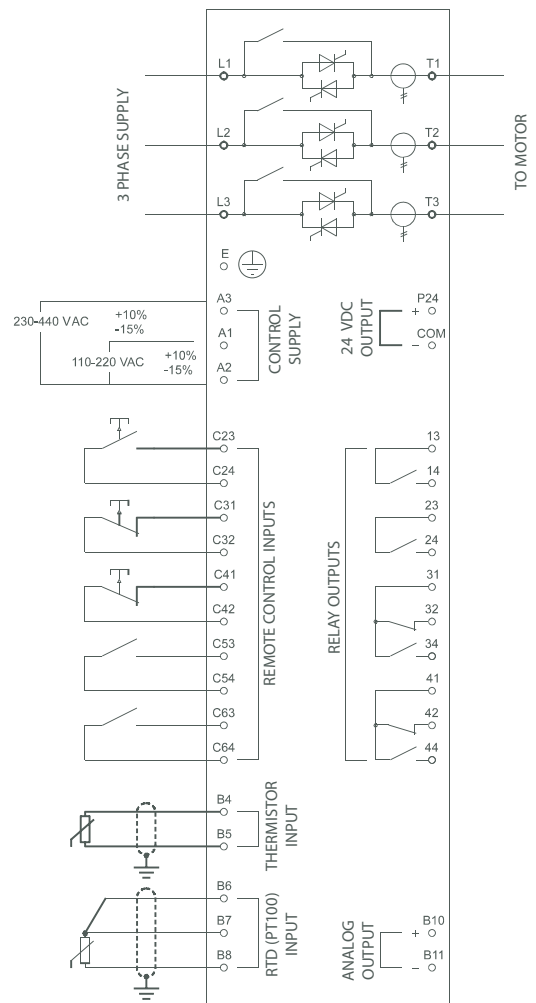 L1
T1
L2
T2
L3
T3
3 PHASE SUPPLY
TO MOTOR
E
A3
230-440 VAC
+10%
-15%
A1
110-220 VAC
+10%
-15%
A2
CONTROL
SUPPLY
24 VDC
OUTPUT
P24
+
COM
−
C23
C24
C31
C32
C41
C42
C53
C54
C63
C64
REMOTE CONTROL INPUTS
RELAY OUTPUTS
13
14
23
24
31
32
34
41
42
44
B4
B5
THERMISTOR
INPUT
B6
B7
B8
RTD (PT100)
INPUT
ANALOG
OUTPUT
+
B10
−
B11